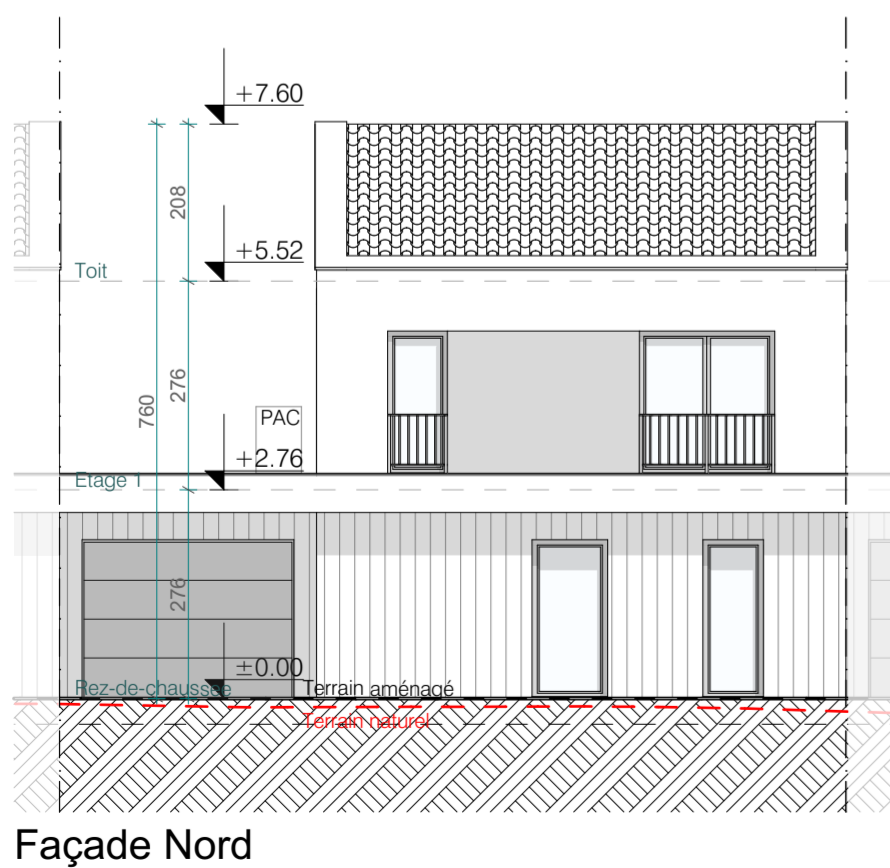 +7.60
208
+5.52
Toit
276
760
PAC
+2.76
Etage 1
276
±0.00
Rez-de-chaussée
Terrain aménagé
Terrain naturel
Façade Nord